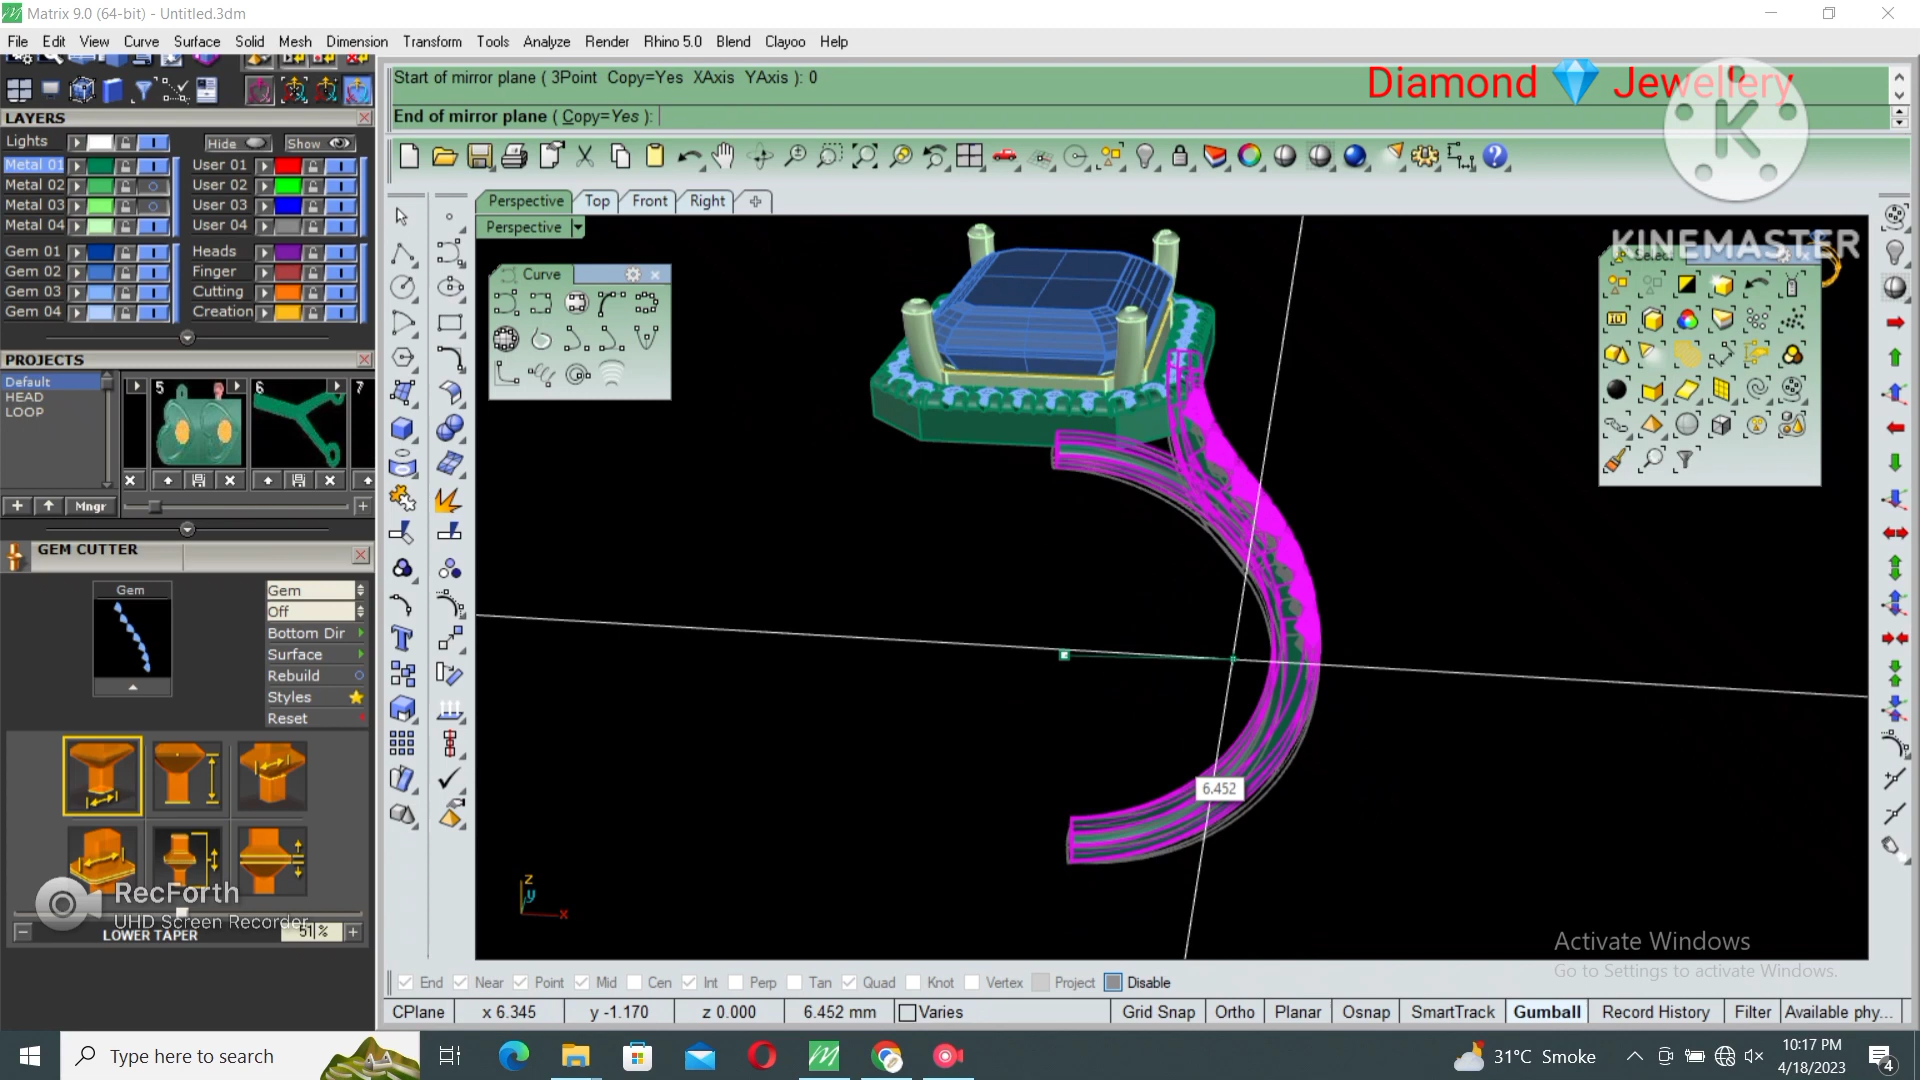 Matrix 9.0 (64-bit) - Untitled.3dm
File Edit View Curve Surface Solid Mesh Dimension Transform Tools Analyze Render Rhino 5.0 Blend Clayoo Help
Start of mirror plane ( 3Point Copy=Yes XAxis YAxis ): 0
End of mirror plane ( Copy=Yes ):
Diamond 💎 Jewellery
K
KINEMASTER
LAYERS
Lights Hide Show
Metal 01 User 01
Metal 02 User 02
Metal 03 User 03
Metal 04 User 04
Gem 01 Heads
Gem 02 Finger
Gem 03 Cutting
Gem 04 Creation
PROJECTS
Default
HEAD
LOOP
5 6 7
Mngr
GEM CUTTER
Gem
Gem
Off
Bottom Dir
Surface
Rebuild
Styles
Reset
RecForth
UHD Screen Recorder
LOWER TAPER 51%
Perspective Top Front Right
Perspective
Curve
Select
6.452
z
y
x
Activate Windows
Go to Settings to activate Windows.
End Near Point Mid Cen Int Perp Tan Quad Knot Vertex Project Disable
CPlane x 6.345 y -1.170 z 0.000 6.452 mm Varies Grid Snap Ortho Planar Osnap SmartTrack Gumball Record History Filter Available phy...
Type here to search
31°C Smoke
10:17 PM
4/18/2023
4